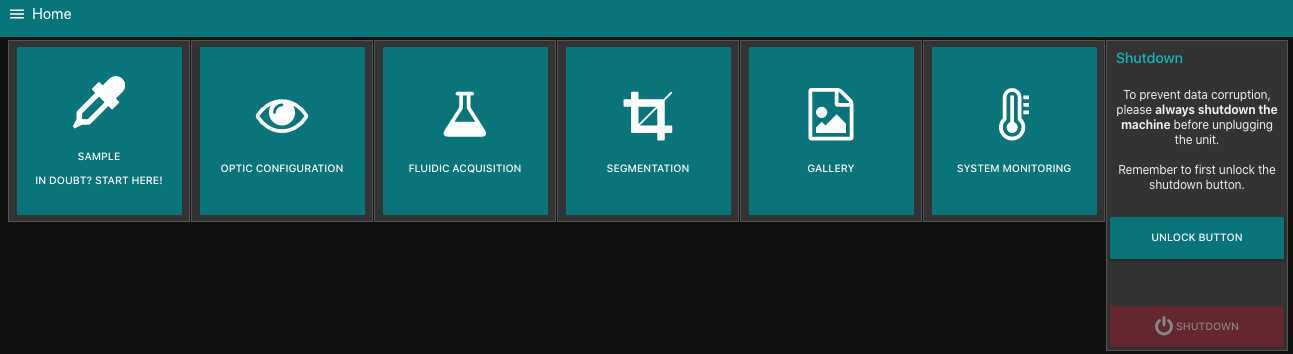 Home
SAMPLE
IN DOUBT? START HERE!
OPTIC CONFIGURATION
FLUIDIC ACQUISITION
SEGMENTATION
GALLERY
SYSTEM MONITORING
Shutdown
To prevent data corruption,
please always shutdown the
machine before unplugging
the unit.
Remember to first unlock the
shutdown button.
UNLOCK BUTTON
SHUTDOWN